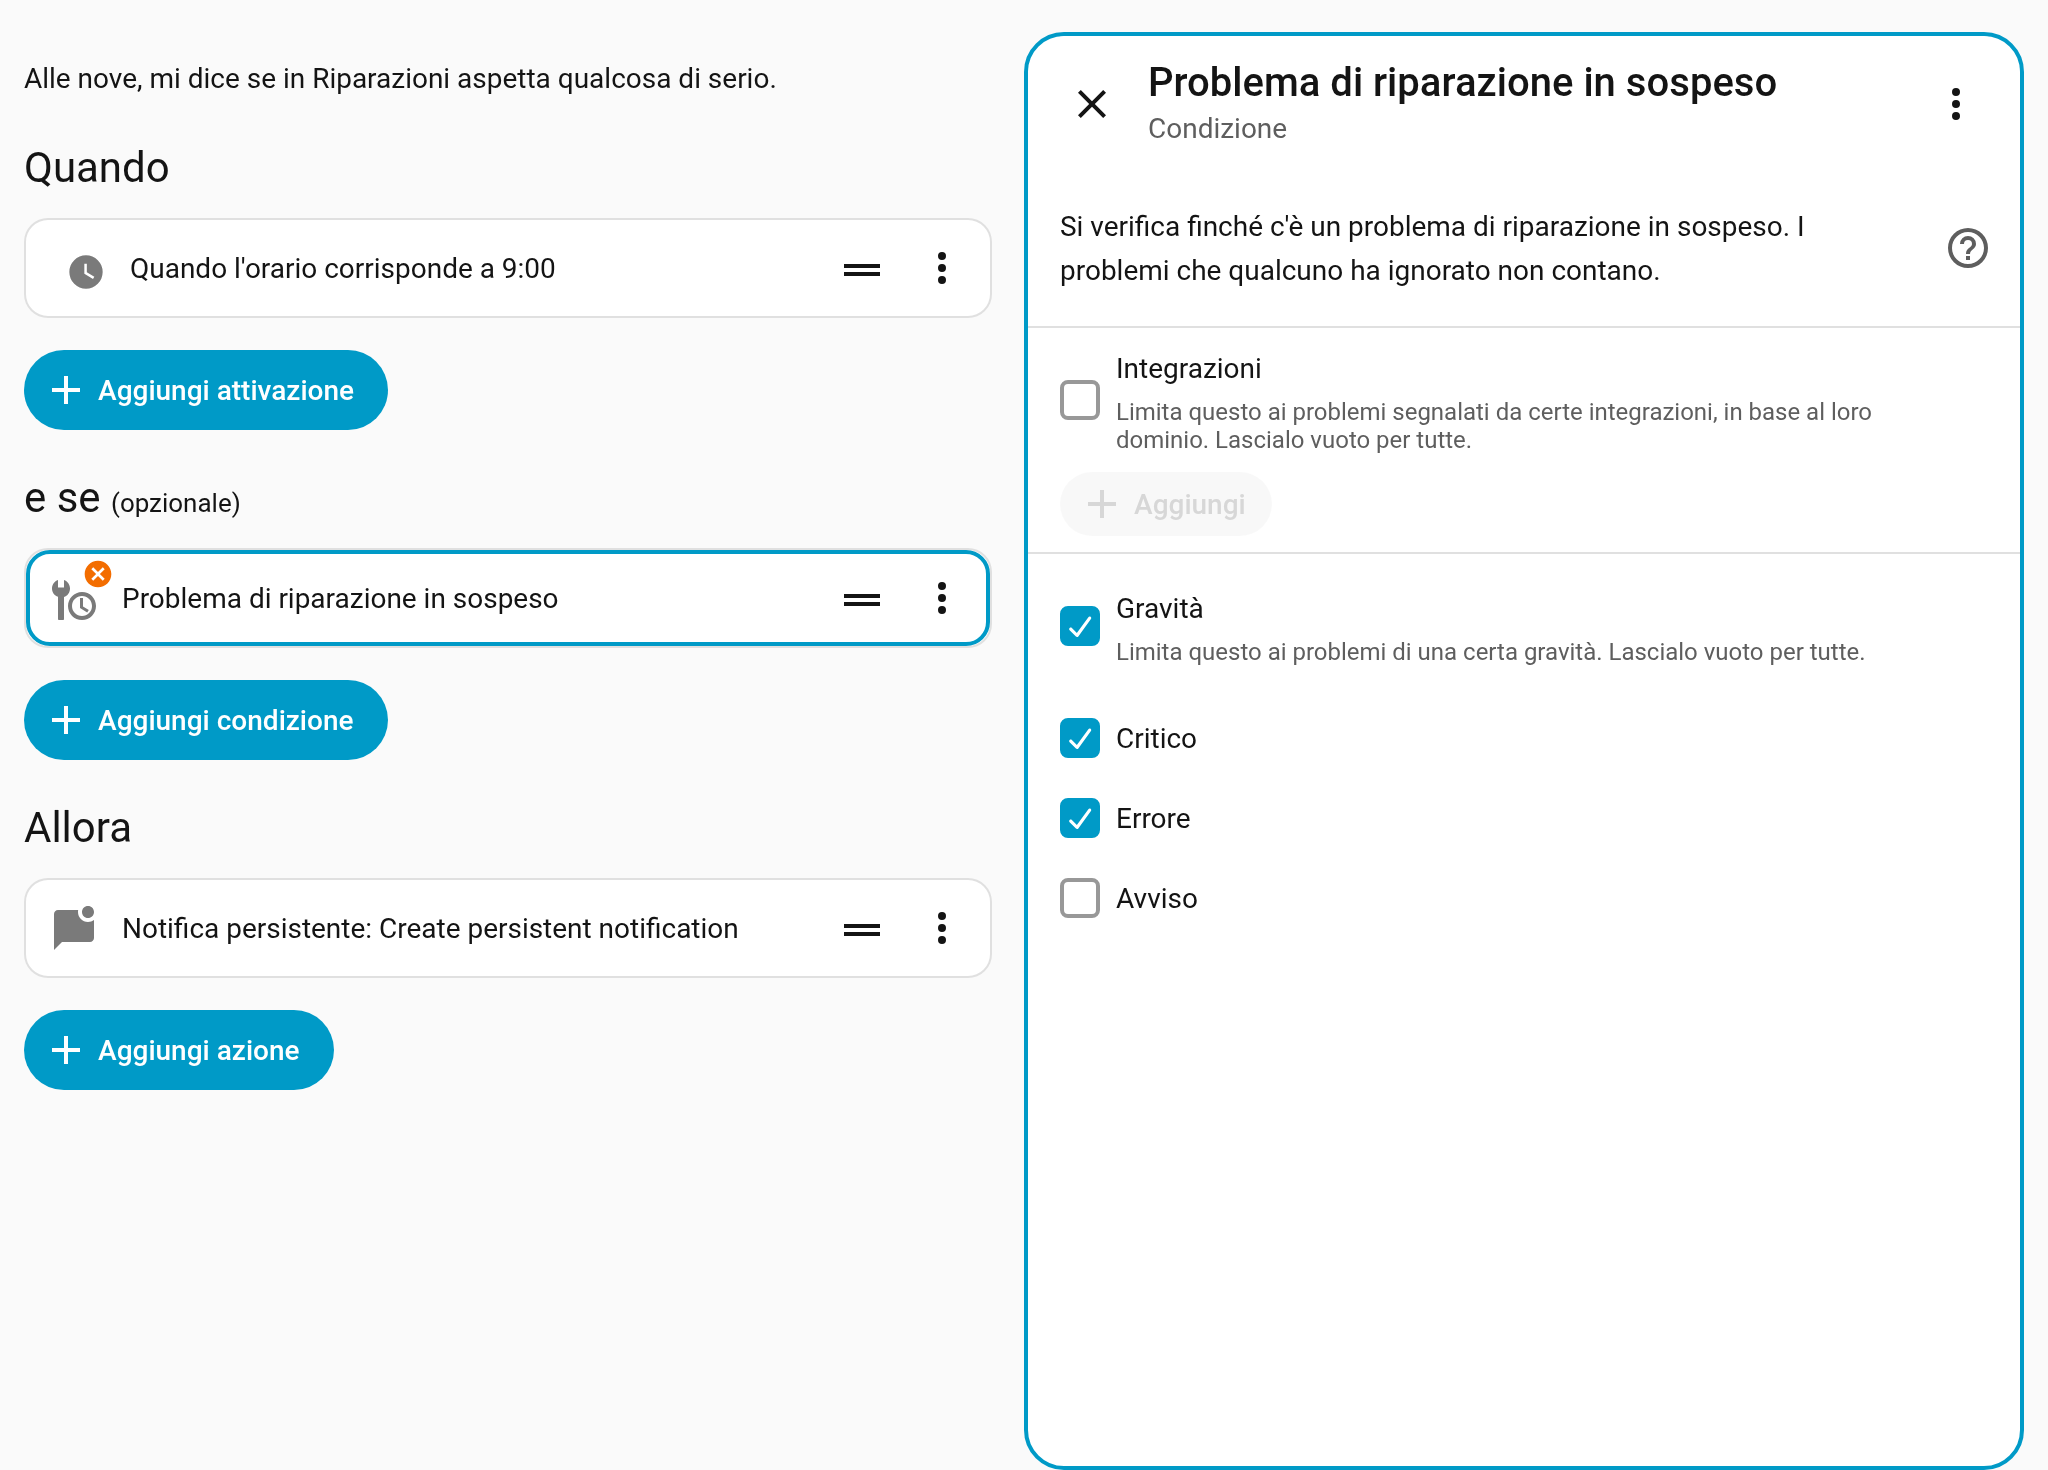 Alle nove, mi dice se in Riparazioni aspetta qualcosa di serio.
Quando
Quando l'orario corrisponde a 9:00
Aggiungi attivazione
e se (opzionale)
Problema di riparazione in sospeso
Aggiungi condizione
Allora
Notifica persistente: Create persistent notification
Aggiungi azione
Problema di riparazione in sospeso
Condizione
Si verifica finché c'è un problema di riparazione in sospeso. I
problemi che qualcuno ha ignorato non contano.
Integrazioni
Limita questo ai problemi segnalati da certe integrazioni, in base al loro
dominio. Lascialo vuoto per tutte.
Aggiungi
Gravità
Limita questo ai problemi di una certa gravità. Lascialo vuoto per tutte.
Critico
Errore
Avviso